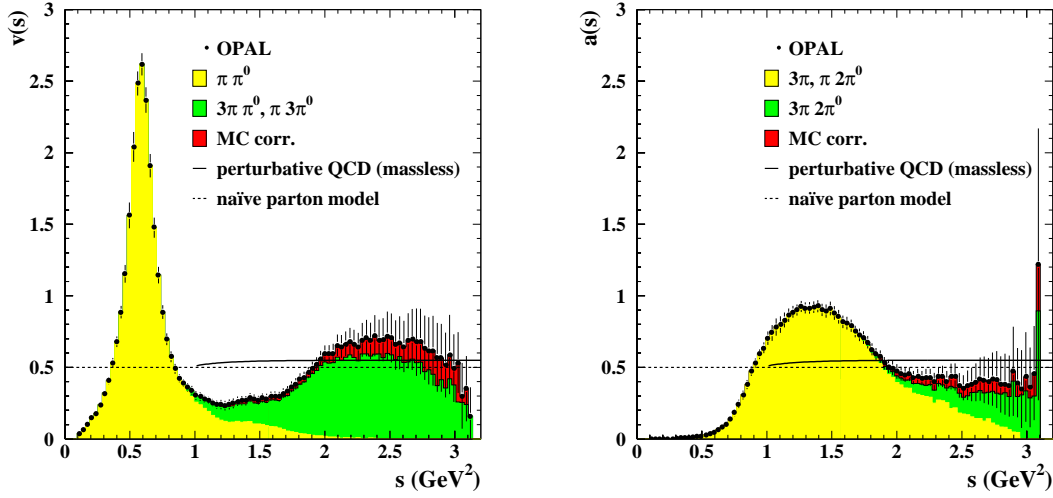 v(s)
3
2.5
2
1.5
1
0.5
0
OPAL
π π⁰
3π π⁰, π 3π⁰
MC corr.
perturbative QCD (massless)
naïve parton model
0 0.5 1 1.5 2 2.5 3
s (GeV²)
a(s)
3
2.5
2
1.5
1
0.5
0
OPAL
3π, π 2π⁰
3π 2π⁰
MC corr.
perturbative QCD (massless)
naïve parton model
0 0.5 1 1.5 2 2.5 3
s (GeV²)